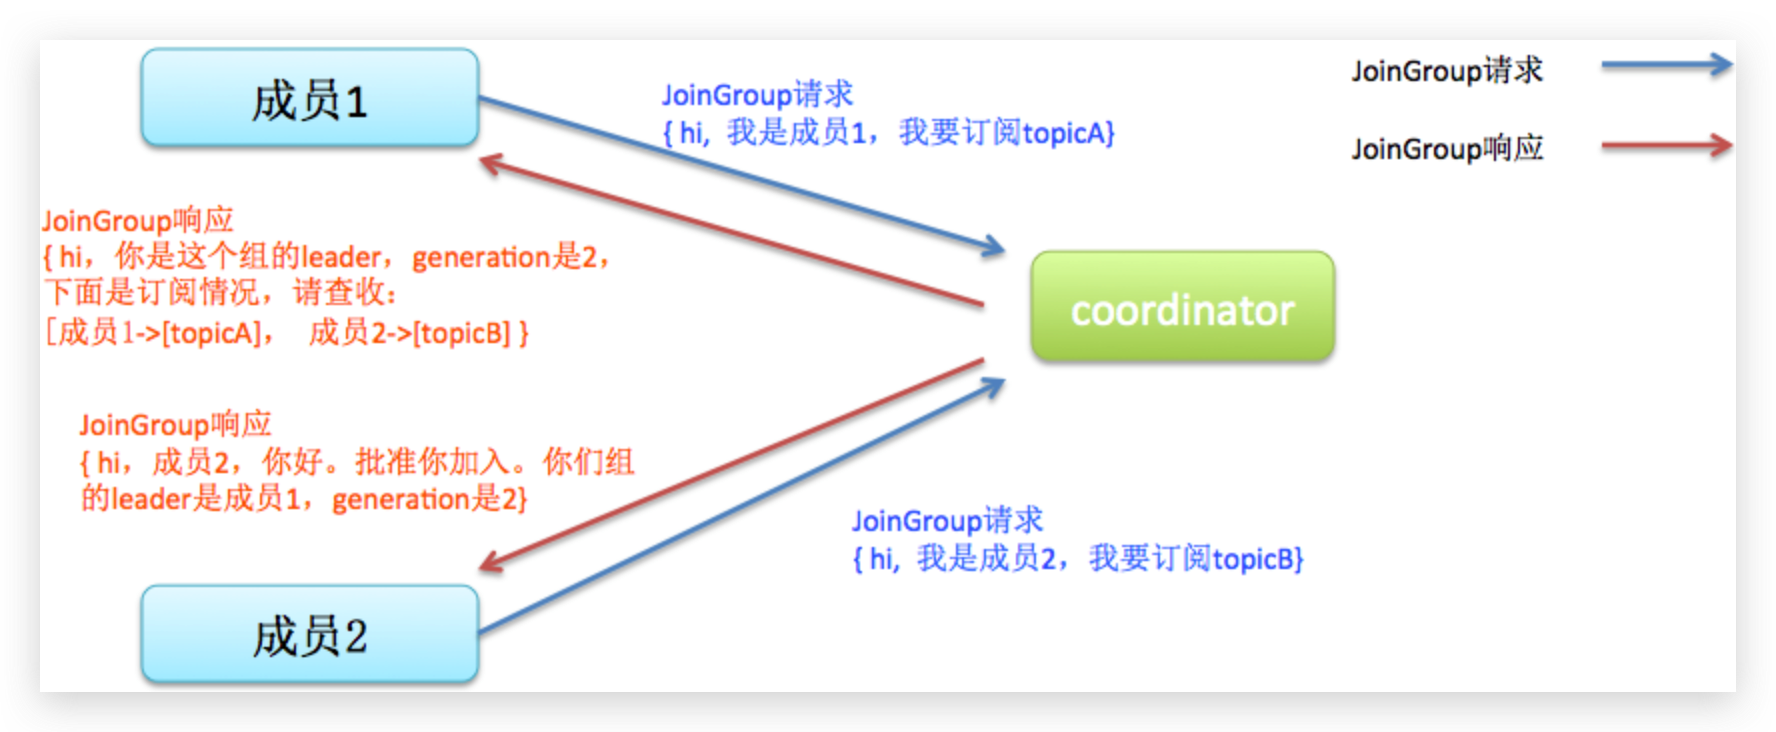 成员1
JoinGroup请求
{ hi, 我是成员1，我要订阅topicA}
JoinGroup请求
JoinGroup响应
JoinGroup响应
{ hi，你是这个组的leader，generation是2，
下面是订阅情况，请查收：
[成员1->[topicA]， 成员2->[topicB] }
coordinator
JoinGroup响应
{ hi，成员2，你好。批准你加入。你们组
的leader是成员1，generation是2}
JoinGroup请求
{ hi, 我是成员2，我要订阅topicB}
成员2